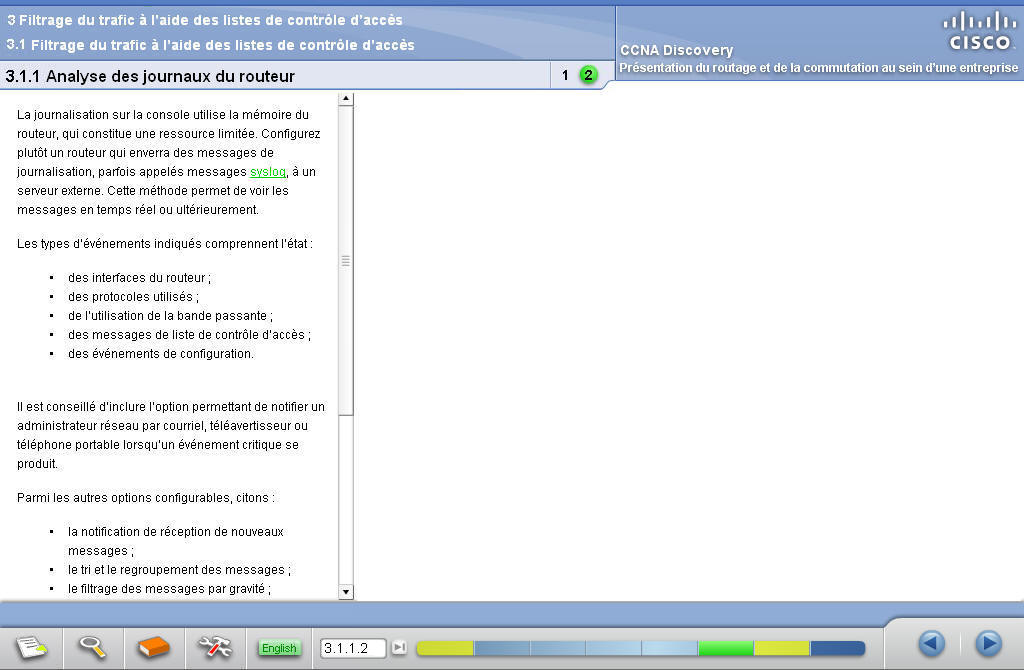 3 Filtrage du trafic à l'aide des listes de contrôle d'accès
3.1 Filtrage du trafic à l'aide des listes de contrôle d'accès
CISCO
CCNA Discovery
Présentation du routage et de la commutation au sein d'une entreprise
3.1.1 Analyse des journaux du routeur
1 2
La journalisation sur la console utilise la mémoire du
routeur, qui constitue une ressource limitée. Configurez
plutôt un routeur qui enverra des messages de
journalisation, parfois appelés messages syslog, à un
serveur externe. Cette méthode permet de voir les
messages en temps réel ou ultérieurement.
Les types d'événements indiqués comprennent l'état :
• des interfaces du routeur ;
• des protocoles utilisés ;
• de l'utilisation de la bande passante ;
• des messages de liste de contrôle d'accès ;
• des événements de configuration.
Il est conseillé d'inclure l'option permettant de notifier un
administrateur réseau par courriel, téléavertisseur ou
téléphone portable lorsqu'un événement critique se
produit.
Parmi les autres options configurables, citons :
• la notification de réception de nouveaux
messages ;
• le tri et le regroupement des messages ;
• le filtrage des messages par gravité ;
English
3.1.1.2